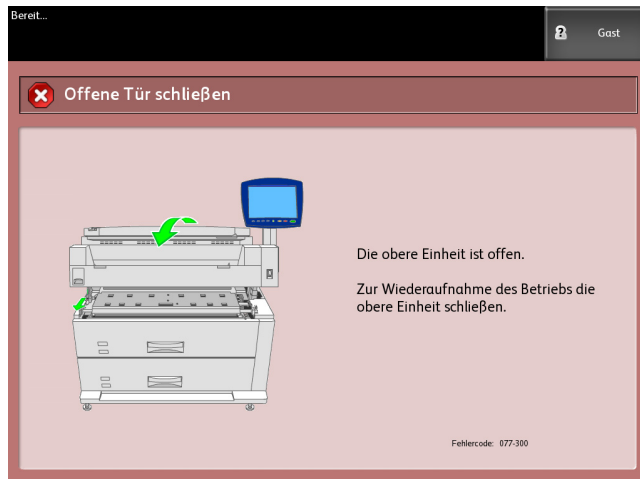 Bereit...
Gast
Offene Tür schließen
Die obere Einheit ist offen.
Zur Wiederaufnahme des Betriebs die
obere Einheit schließen.
Fehlercode: 077-300